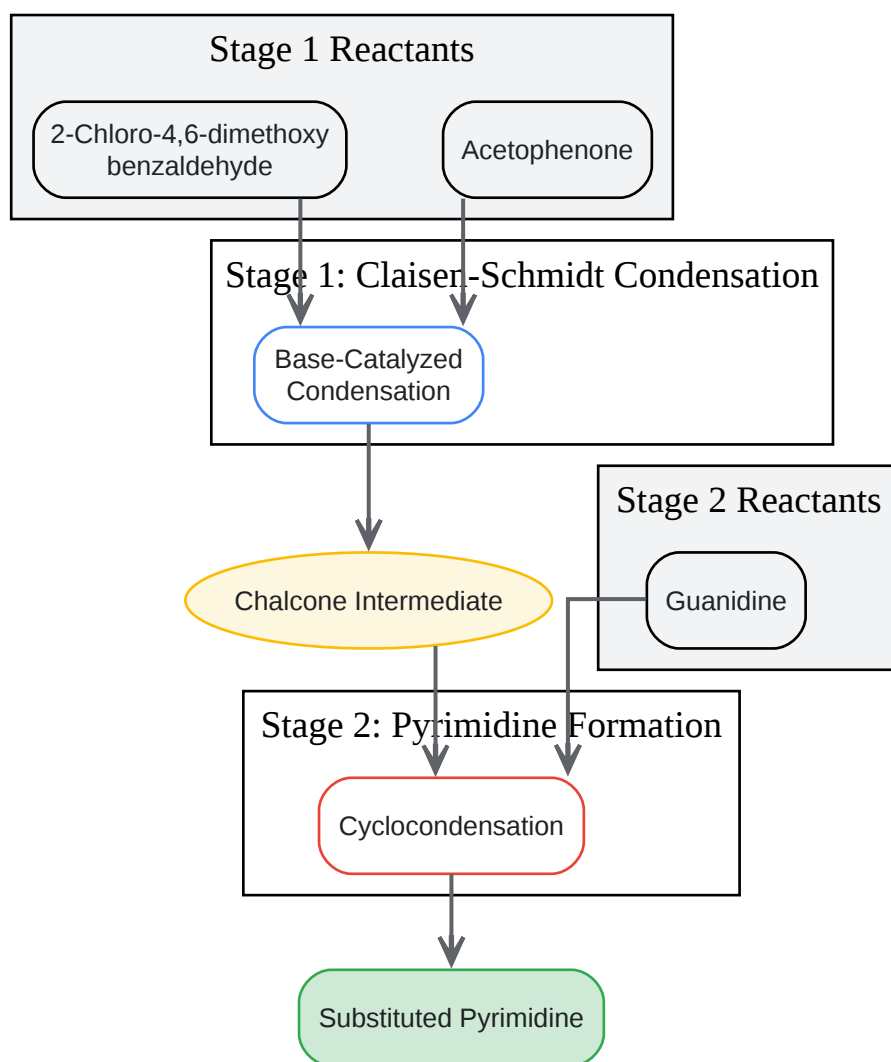 Stage 1 Reactants
2-Chloro-4,6-dimethoxy
benzaldehyde
Acetophenone
Stage 1: Claisen-Schmidt Condensation
Base-Catalyzed
Condensation
Stage 2 Reactants
Chalcone Intermediate
Guanidine
Stage 2: Pyrimidine Formation
Cyclocondensation
Substituted Pyrimidine